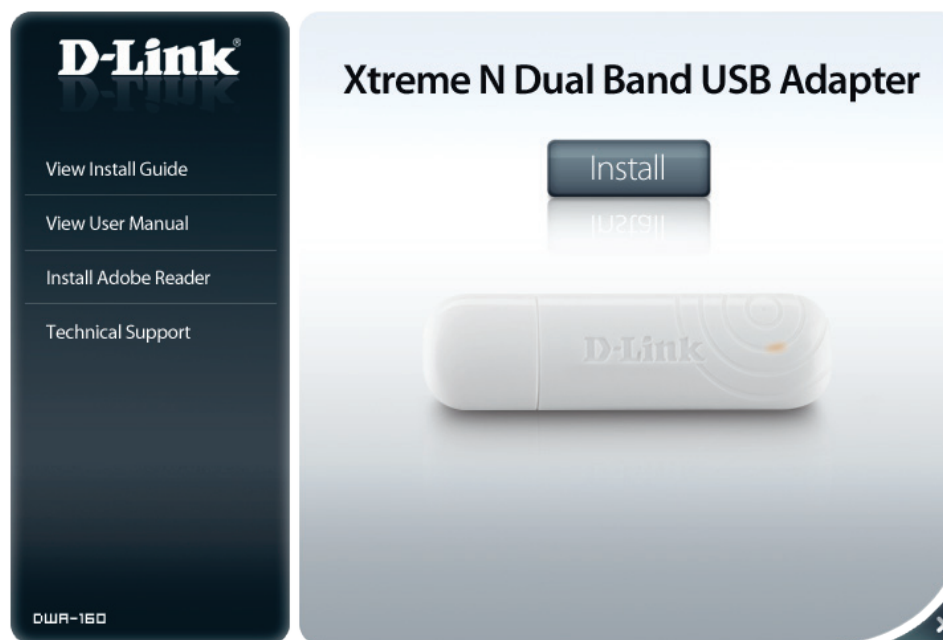 D-Link®
View Install Guide
View User Manual
Install Adobe Reader
Technical Support
DWA-160
Xtreme N Dual Band USB Adapter
Install
D-Link